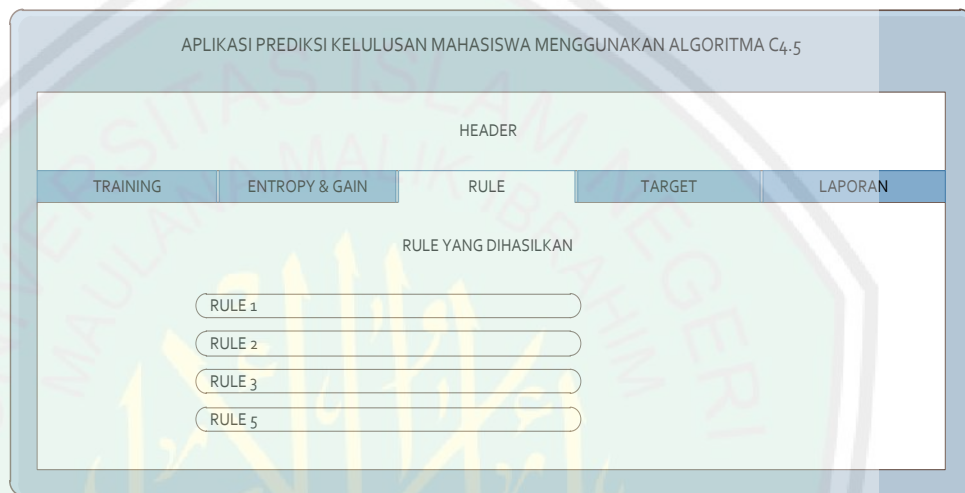 APLIKASI PREDIKSI KELULUSAN MAHASISWA MENGGUNAKAN ALGORITMA C4.5
HEADER
TRAINING ENTROPY & GAIN RULE TARGET LAPORAN
RULE YANG DIHASILKAN
RULE 1
RULE 2
RULE 3
RULE 5